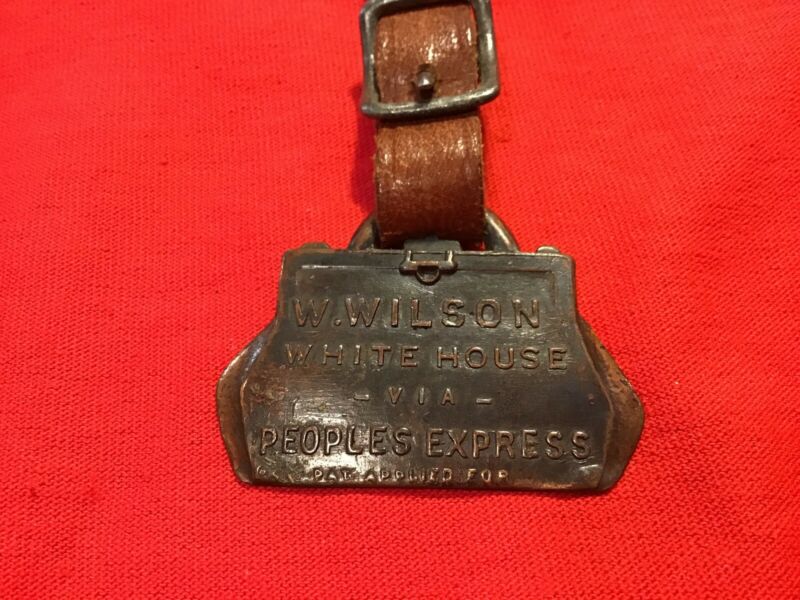 W. WILSON
WHITE HOUSE
- VIA -
PEOPLES EXPRESS
PAT. APPLIED FOR